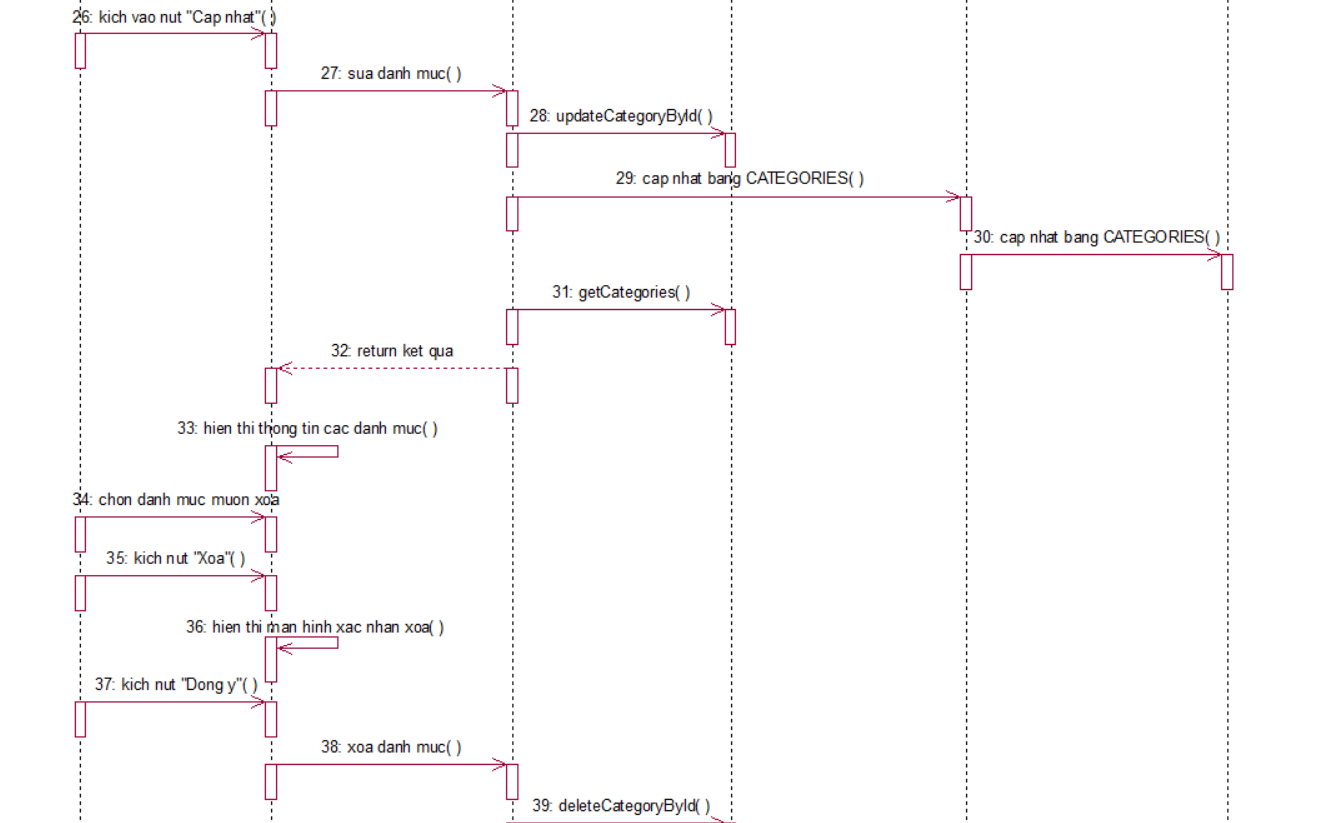 26: kich vao nut "Cap nhat"( )
27: sua danh muc( )
28: updateCategoryById( )
29: cap nhat bang CATEGORIES( )
30: cap nhat bang CATEGORIES( )
31: getCategories( )
32: return ket qua
33: hien thi thong tin cac danh muc( )
34: chon danh muc muon xoa
35: kich nut "Xoa"( )
36: hien thi man hinh xac nhan xoa( )
37: kich nut "Dong y"( )
38: xoa danh muc( )
39: deleteCategoryById( )